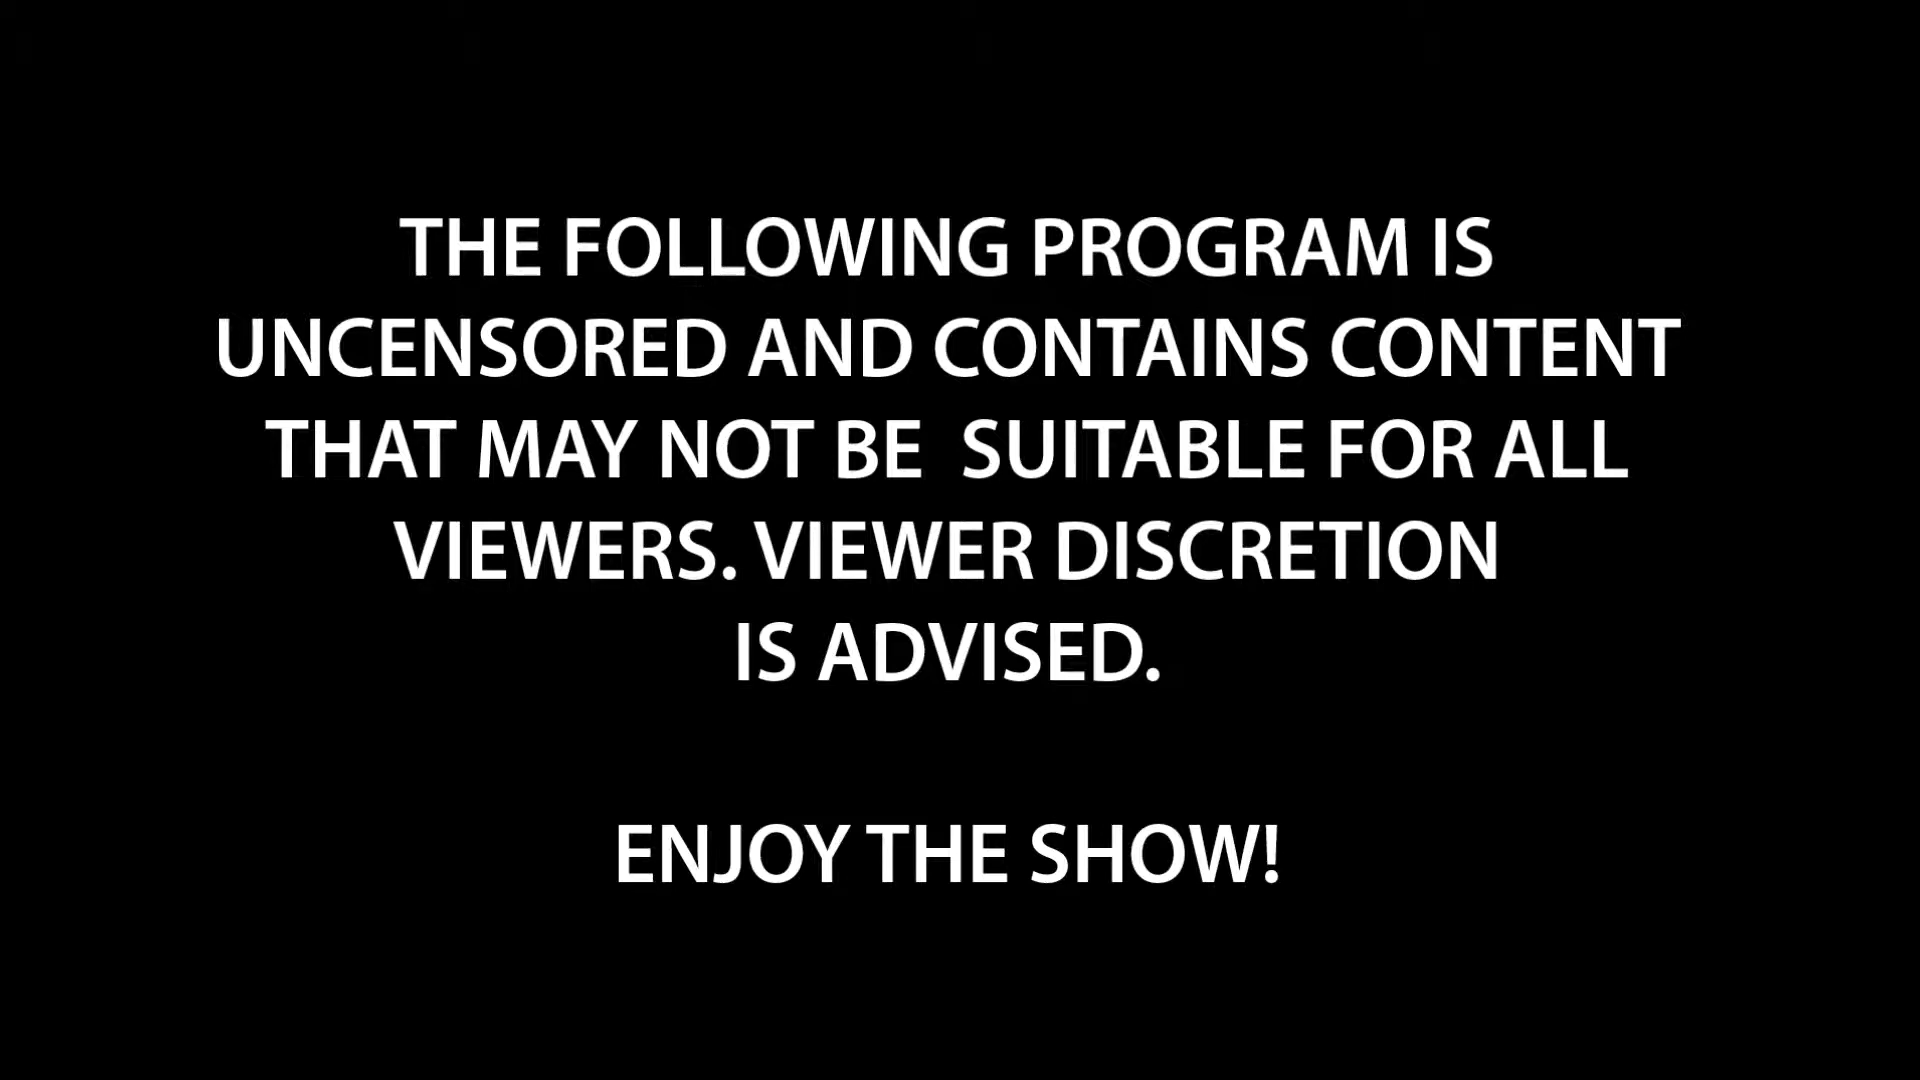 THE FOLLOWING PROGRAM IS
UNCENSORED AND CONTAINS CONTENT
THAT MAY NOT BE  SUITABLE FOR ALL
VIEWERS. VIEWER DISCRETION
IS ADVISED.
ENJOY THE SHOW!